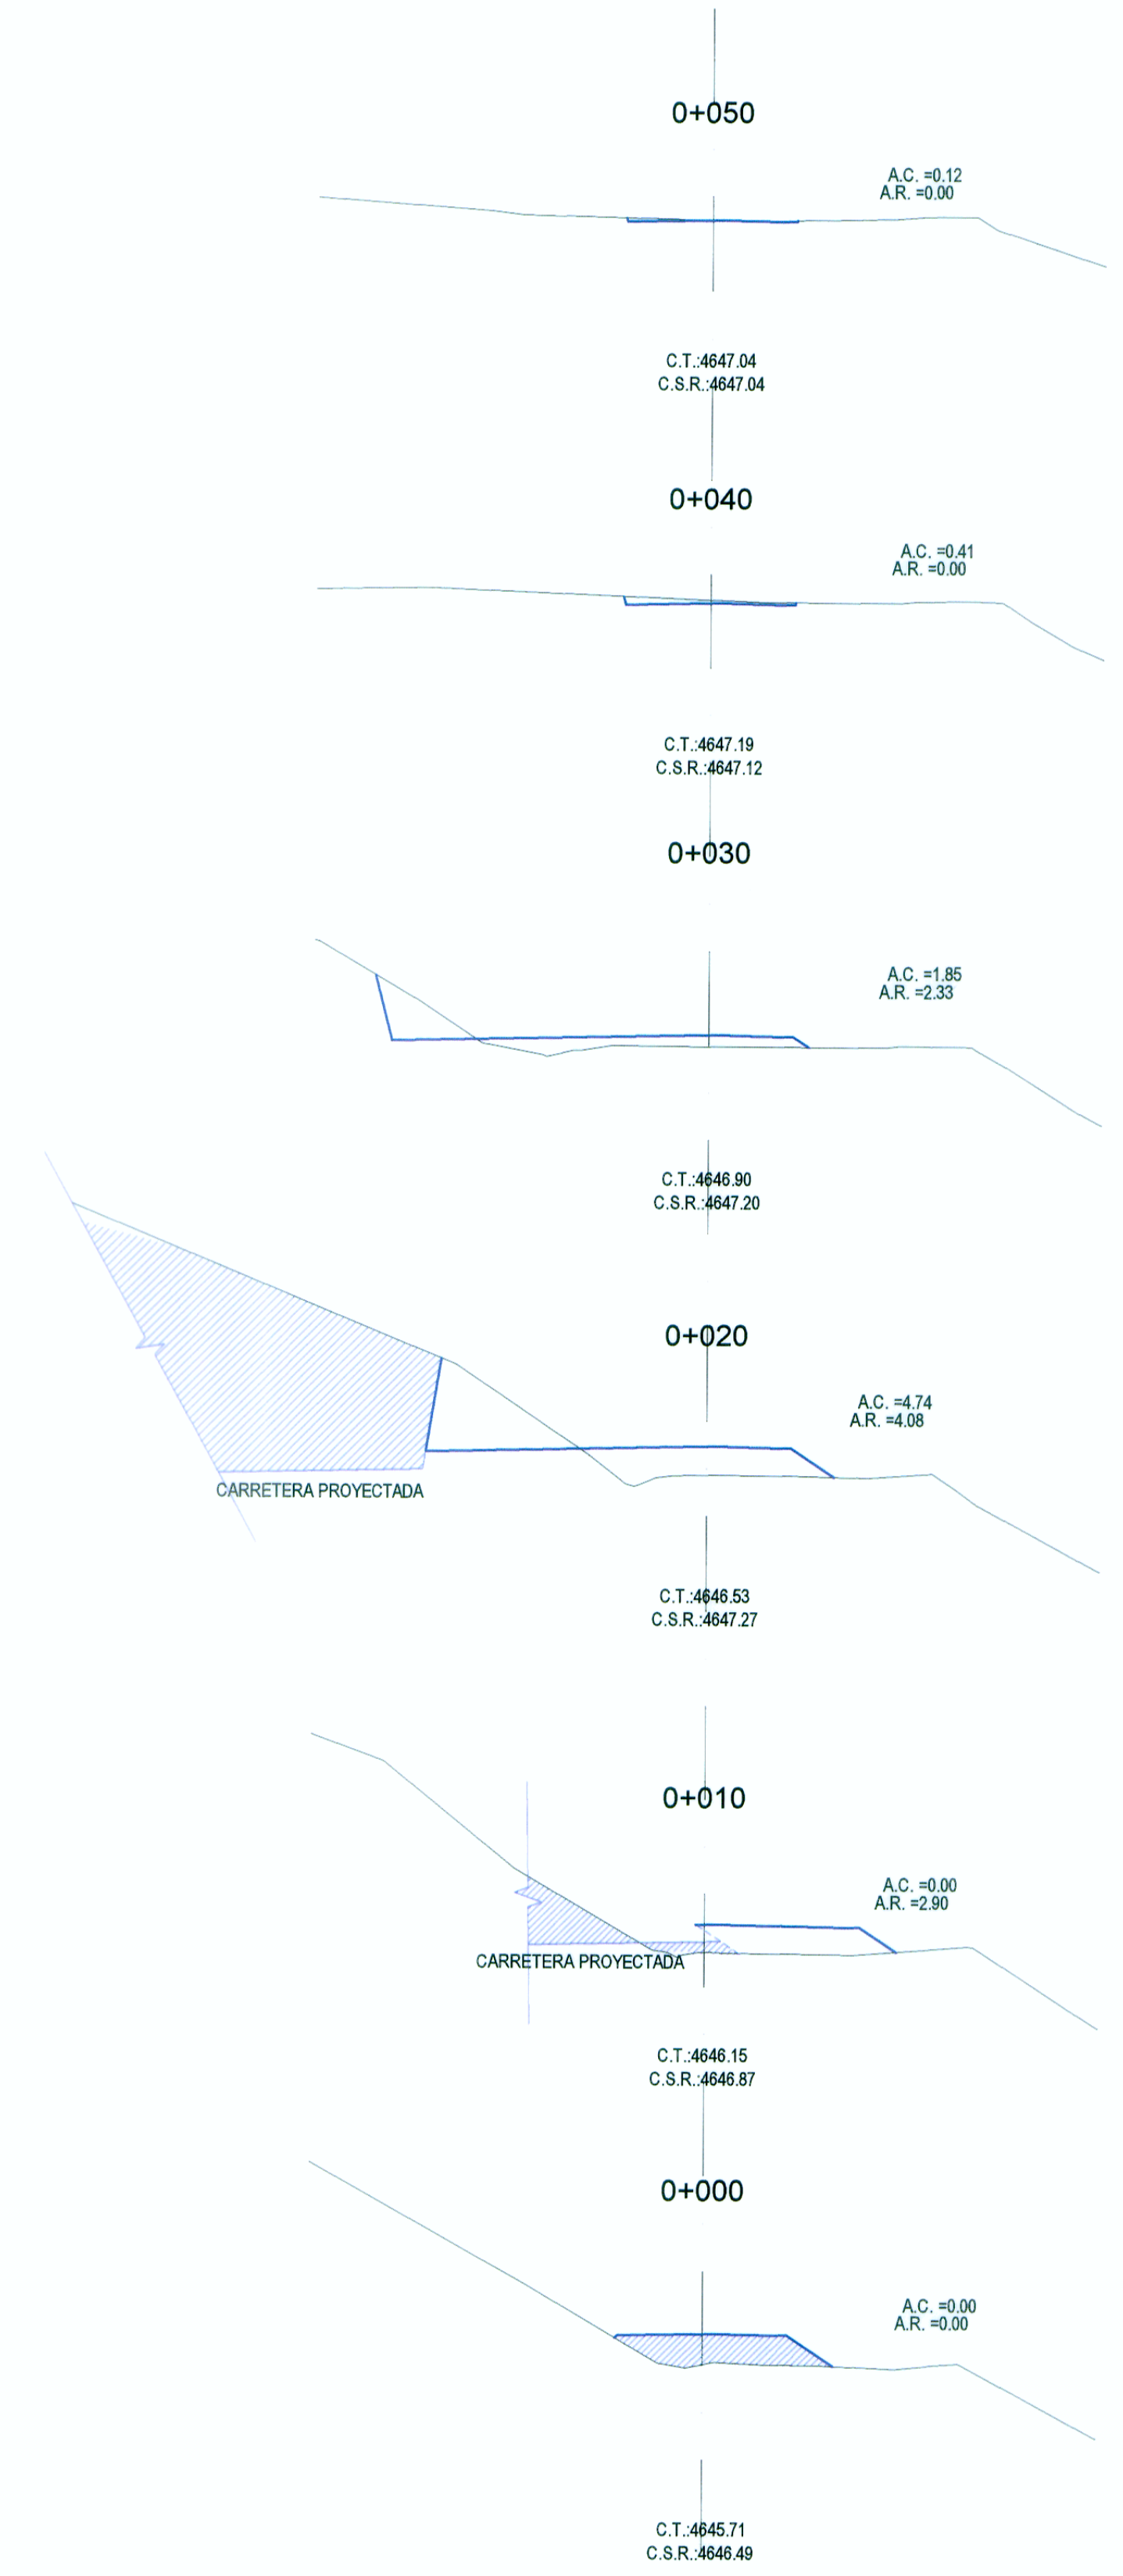 0+050
A.C. =0.12
A.R. =0.00
C.T.:4647.04
C.S.R.:4647.04
0+040
A.C. =0.41
A.R. =0.00
C.T.:4647.19
C.S.R.:4647.12
0+030
A.C. =1.85
A.R. =2.33
C.T.:4646.90
C.S.R.:4647.20
0+020
A.C. =4.74
A.R. =4.08
CARRETERA PROYECTADA
C.T.:4646.53
C.S.R.:4647.27
0+010
A.C. =0.00
A.R. =2.90
CARRETERA PROYECTADA
C.T.:4646.15
C.S.R.:4646.87
0+000
A.C. =0.00
A.R. =0.00
C.T.:4645.71
C.S.R.:4646.49